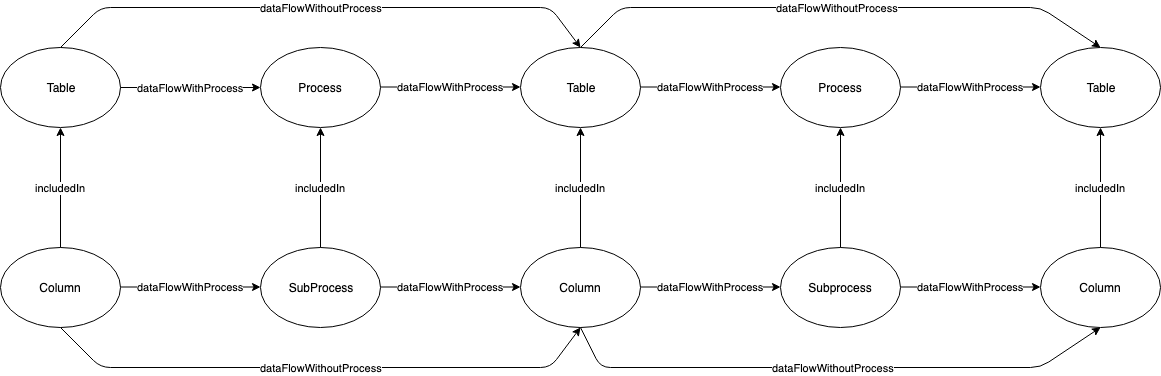 dataFlowWithoutProcess
dataFlowWithoutProcess
Table
dataFlowWithProcess
Process
dataFlowWithProcess
Table
dataFlowWithProcess
Process
dataFlowWithProcess
Table
includedIn
includedIn
includedIn
includedIn
includedIn
Column
dataFlowWithProcess
SubProcess
dataFlowWithProcess
Column
dataFlowWithProcess
Subprocess
dataFlowWithProcess
Column
dataFlowWithoutProcess
dataFlowWithoutProcess